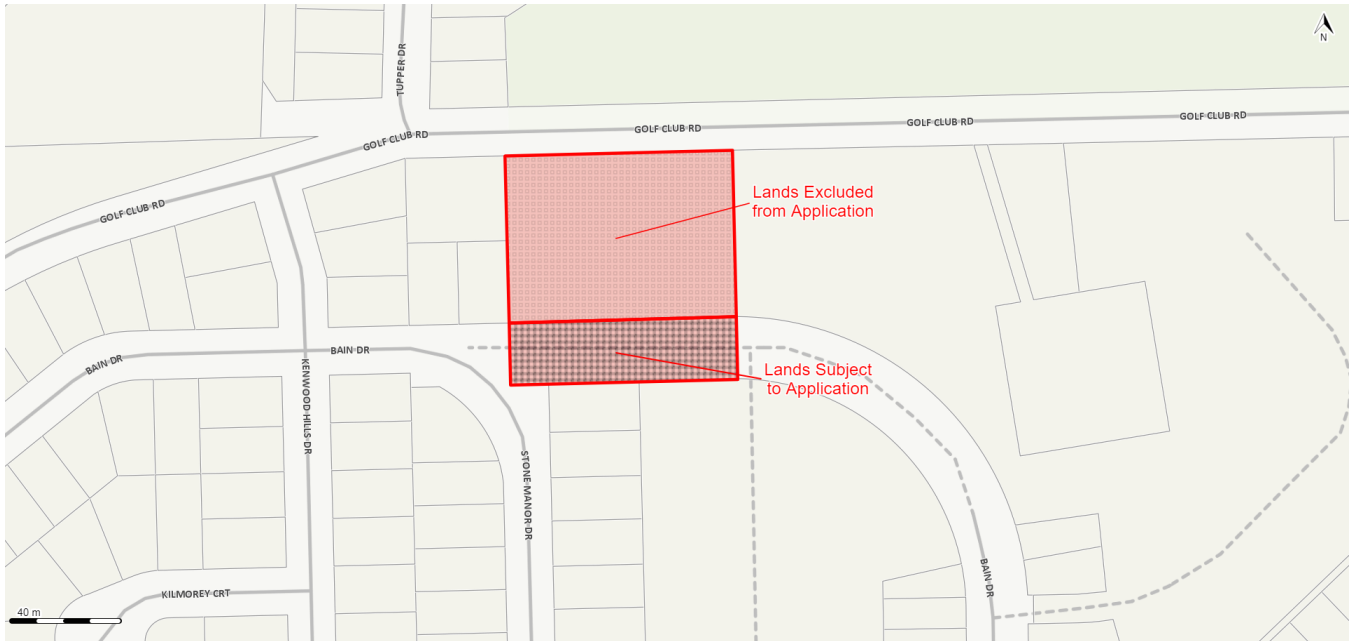 N
TUPPER DR
GOLF CLUB RD
GOLF CLUB RD
GOLF CLUB RD
GOLF CLUB RD
GOLF CLUB RD
Lands Excluded
from Application
BAIN DR
BAIN DR
KENWOOD HILLS DR
Lands Subject
to Application
STONE MANOR DR
BAIN DR
KILMOREY CRT
40 m